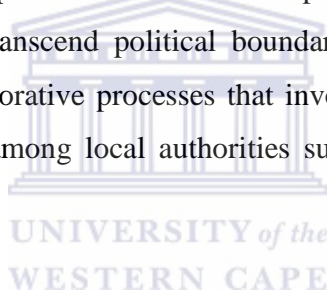 transcend political boundar
orative processes that inv
among local authorities su
UNIVERSITY of the
WESTERN CAPE